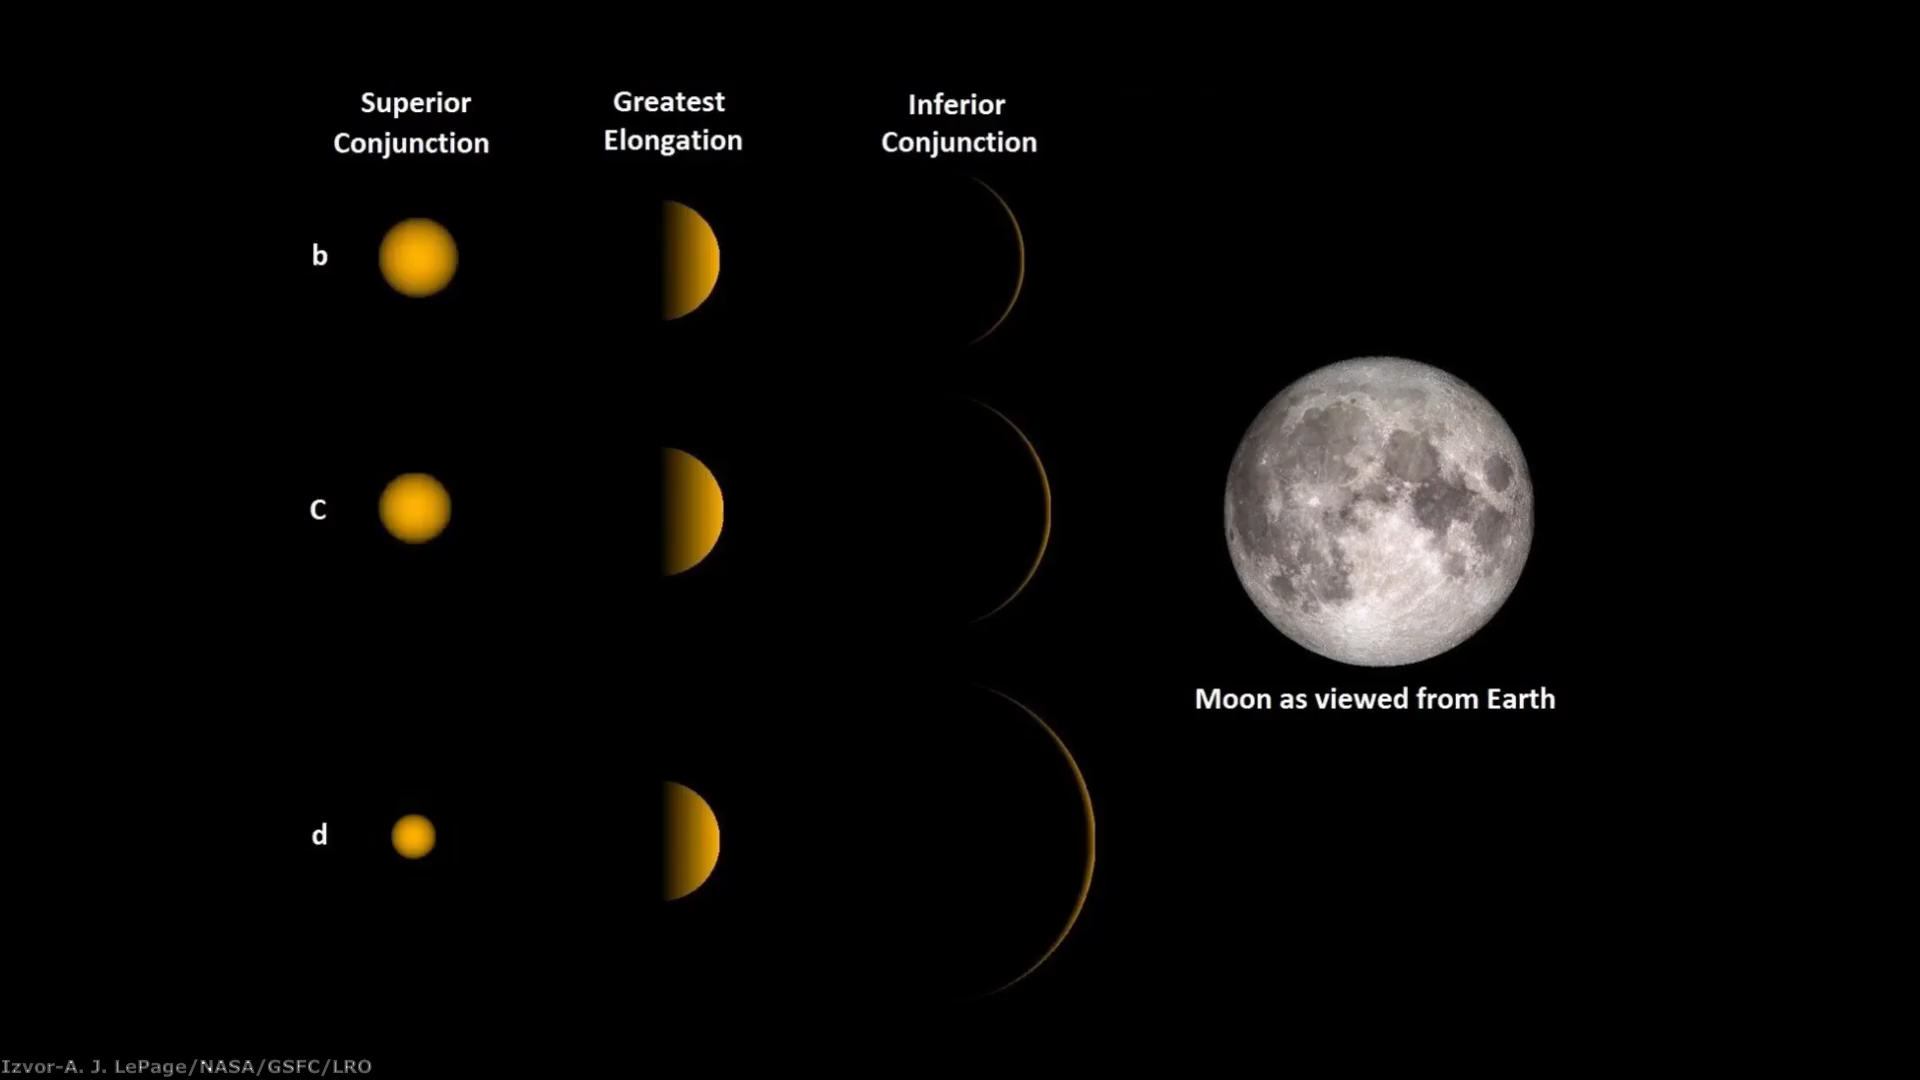 Superior
Conjunction
Greatest
Elongation
Inferior
Conjunction
b
c
d
Moon as viewed from Earth
Izvor-A. J. LePage/NASA/GSFC/LRO